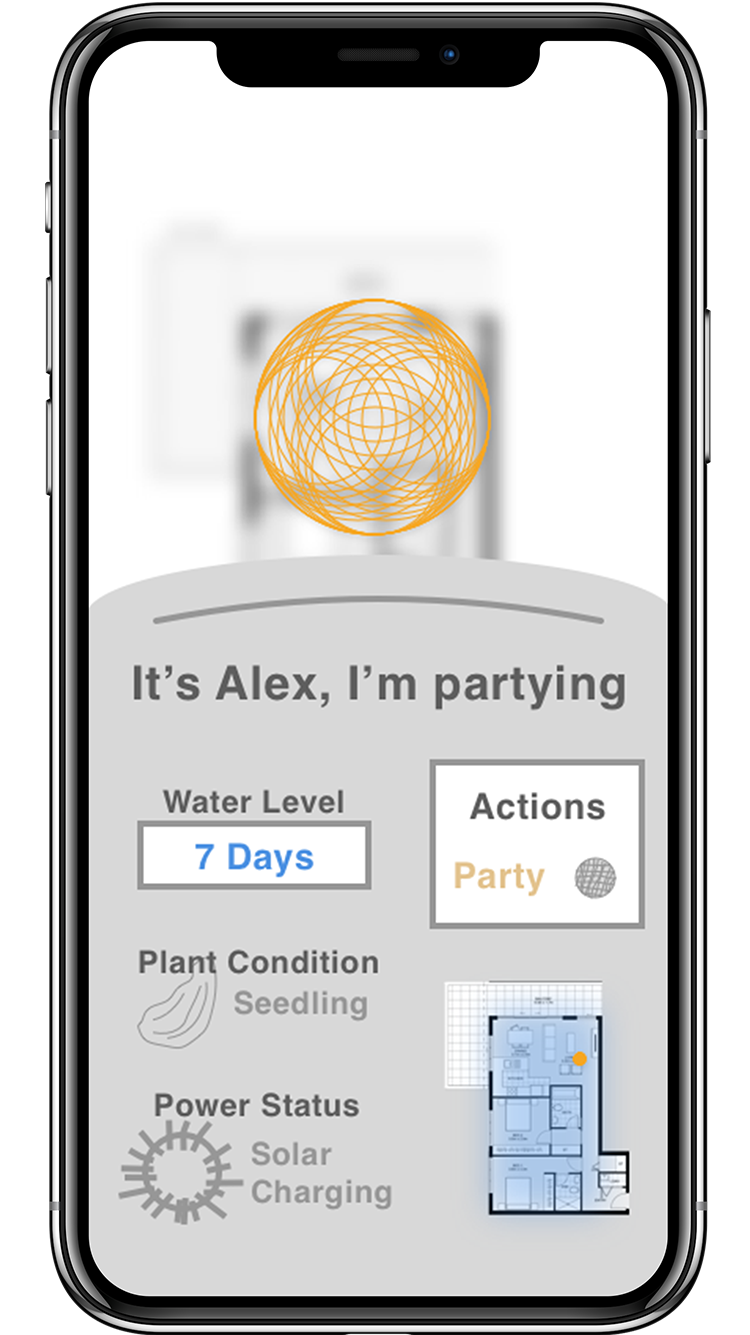 It’s Alex, I’m partying
Water Level
7 Days
Actions
Party
Plant Condition
Seedling
Power Status
Solar
Charging